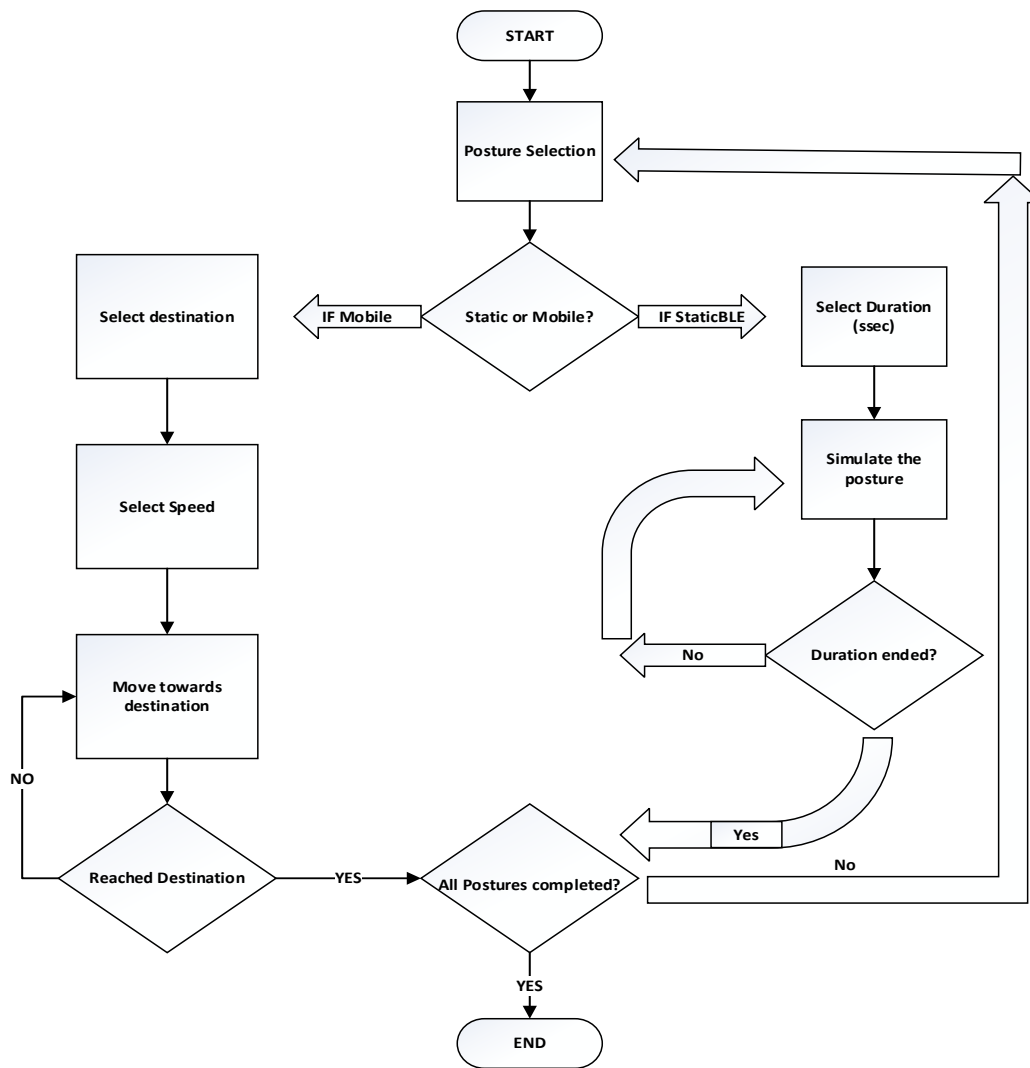 START
Posture Selection
Static or Mobile?
IF Mobile
IF StaticBLE
Select destination
Select Duration
(ssec)
Select Speed
Simulate the
posture
Move towards
destination
No
Duration ended?
NO
Yes
Reached Destination
YES
All Postures completed?
No
YES
END